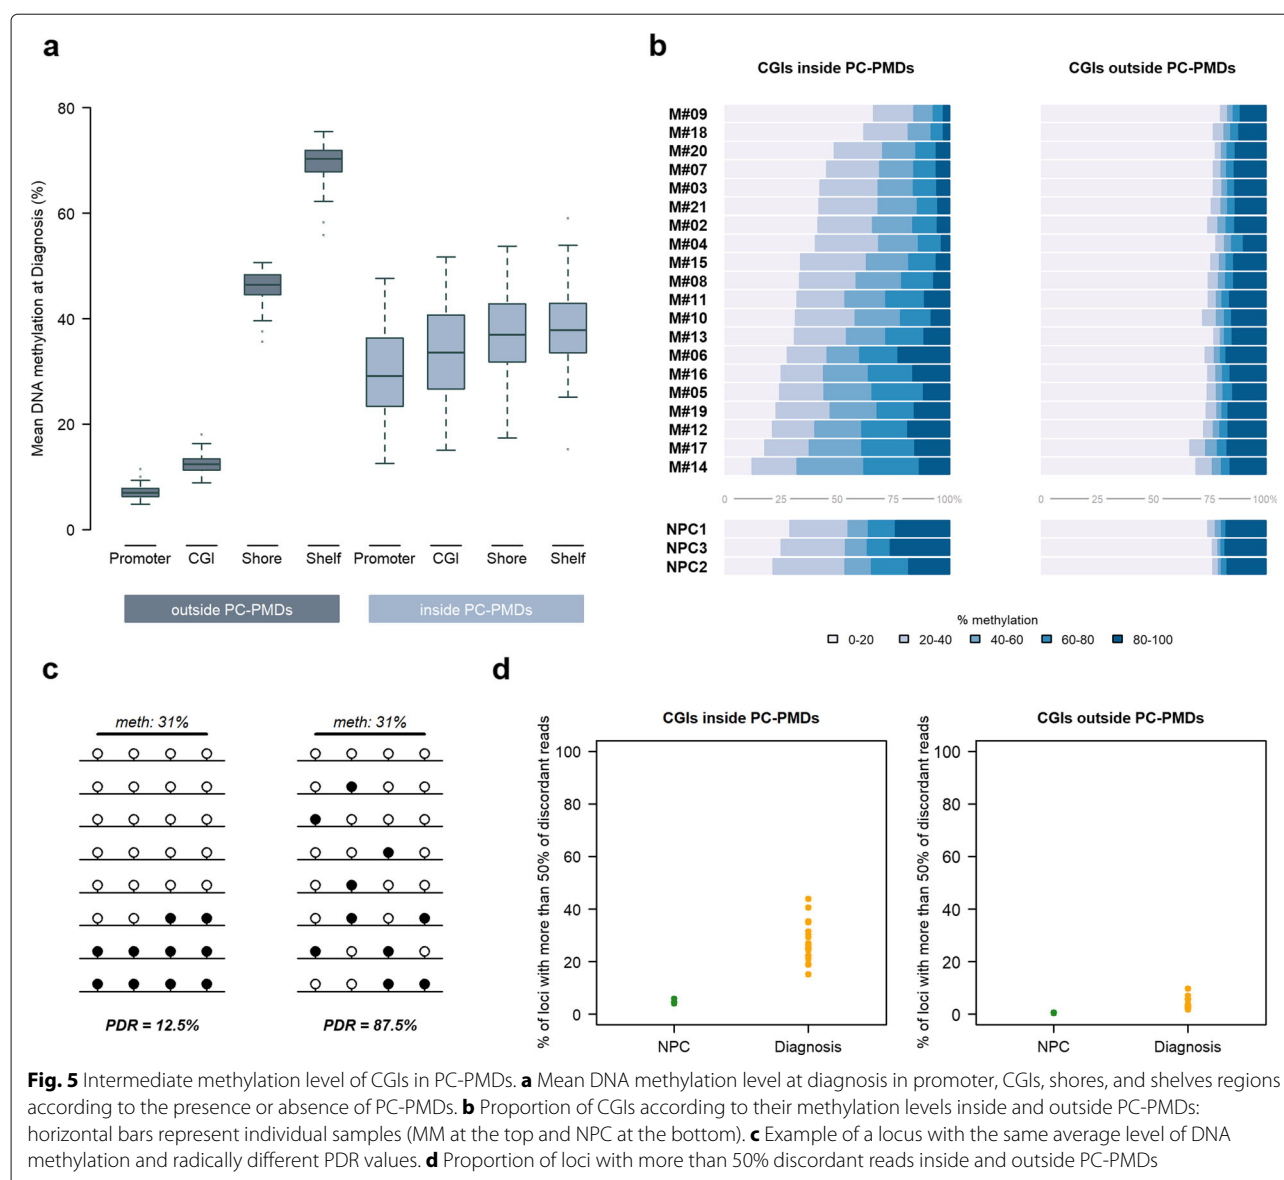 a
80
60
40
20
0
Mean DNA methylation at Diagnosis (%)
Promoter CGI Shore Shelf Promoter CGI Shore Shelf
outside PC-PMDs inside PC-PMDs
b
CGIs inside PC-PMDs CGIs outside PC-PMDs
M#09
M#18
M#20
M#07
M#03
M#21
M#02
M#04
M#15
M#08
M#11
M#10
M#13
M#06
M#16
M#05
M#19
M#12
M#17
M#14
0 25 50 75 100% 0 25 50 75 100%
NPC1
NPC3
NPC2
% methylation
0-20 20-40 40-60 60-80 80-100
c
meth: 31% meth: 31%
PDR = 12.5% PDR = 87.5%
d
CGIs inside PC-PMDs CGIs outside PC-PMDs
% of loci with more than 50% of discordant reads
100
80
60
40
20
0
NPC Diagnosis
% of loci with more than 50% of discordant reads
100
80
60
40
20
0
NPC Diagnosis
Fig. 5 Intermediate methylation level of CGIs in PC-PMDs. a Mean DNA methylation level at diagnosis in promoter, CGIs, shores, and shelves regions
according to the presence or absence of PC-PMDs. b Proportion of CGIs according to their methylation levels inside and outside PC-PMDs:
horizontal bars represent individual samples (MM at the top and NPC at the bottom). c Example of a locus with the same average level of DNA
methylation and radically different PDR values. d Proportion of loci with more than 50% discordant reads inside and outside PC-PMDs